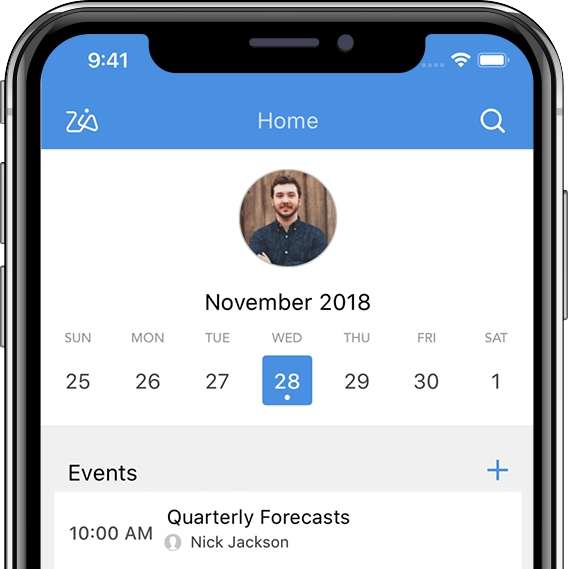 9:41
Home
November 2018
SUN MON TUE WED THU FRI SAT
25 26 27 28 29 30 1
Events
Quarterly Forecasts
10:00 AM
Nick Jackson